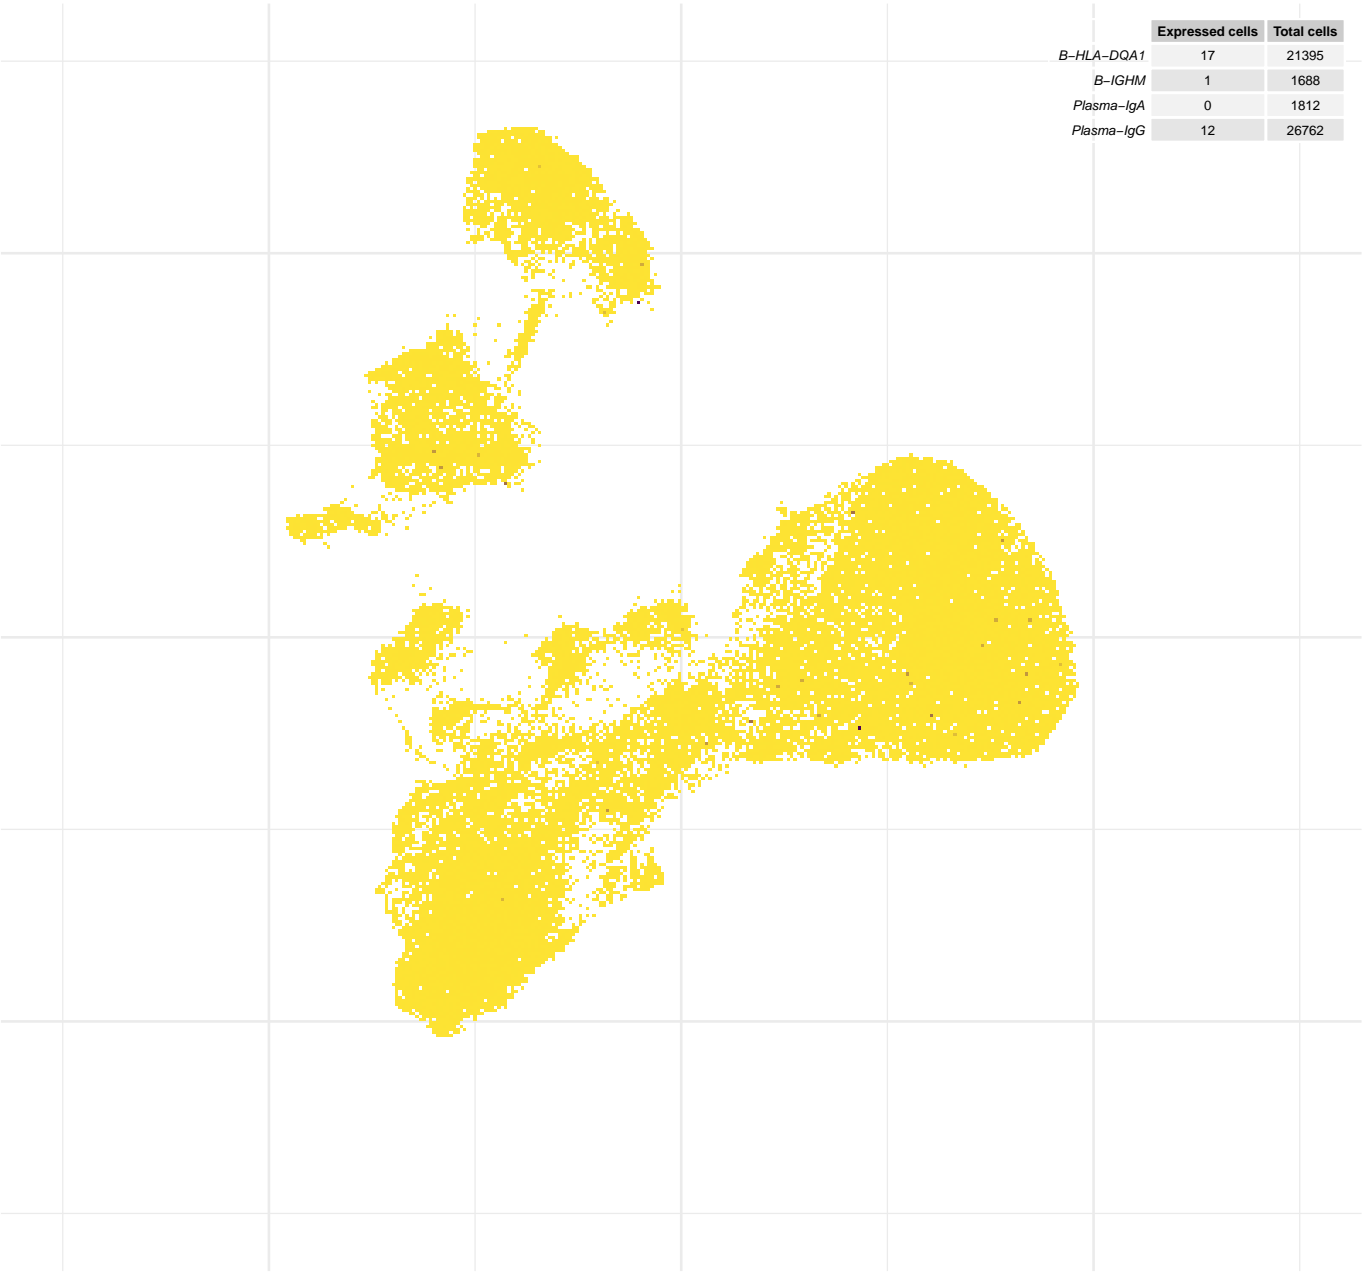 Expressed cells Total cells
B−HLA−DQA1 17 21395
B−IGHM 1 1688
Plasma−IgA 0 1812
Plasma−IgG 12 26762